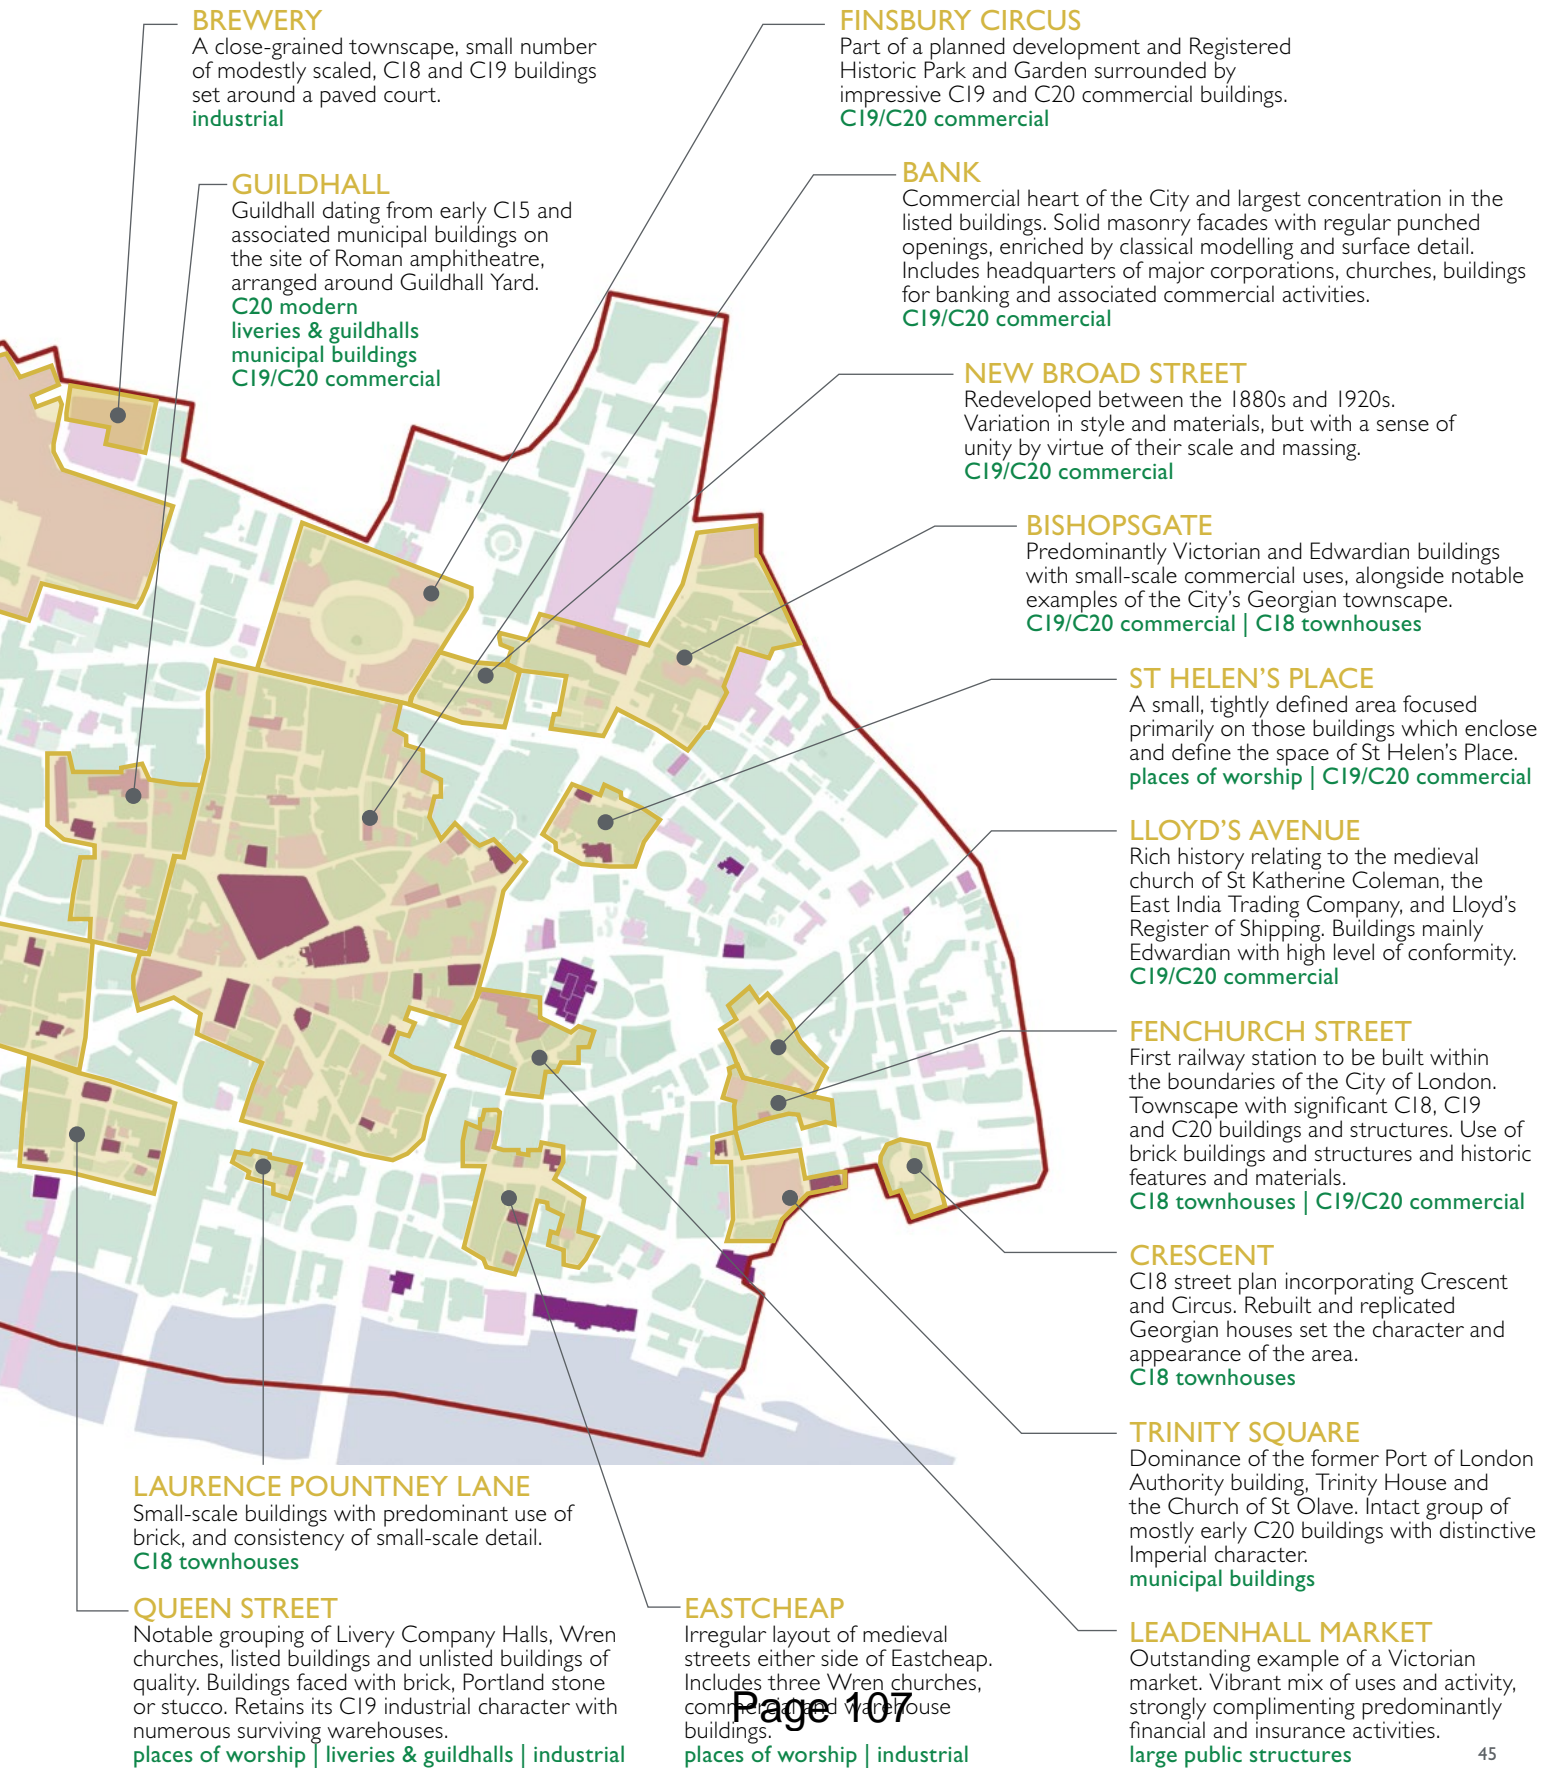 BREWERY
A close-grained townscape, small number
of modestly scaled, C18 and C19 buildings
set around a paved court.
industrial
FINSBURY CIRCUS
Part of a planned development and Registered
Historic Park and Garden surrounded by
impressive C19 and C20 commercial buildings.
C19/C20 commercial
GUILDHALL
Guildhall dating from early C15 and
associated municipal buildings on
the site of Roman amphitheatre,
arranged around Guildhall Yard.
C20 modern
liveries & guildhalls
municipal buildings
C19/C20 commercial
BANK
Commercial heart of the City and largest concentration in the
listed buildings. Solid masonry facades with regular punched
openings, enriched by classical modelling and surface detail.
Includes headquarters of major corporations, churches, buildings
for banking and associated commercial activities.
C19/C20 commercial
NEW BROAD STREET
Redeveloped between the 1880s and 1920s.
Variation in style and materials, but with a sense of
unity by virtue of their scale and massing.
C19/C20 commercial
BISHOPSGATE
Predominantly Victorian and Edwardian buildings
with small-scale commercial uses, alongside notable
examples of the City's Georgian townscape.
C19/C20 commercial | C18 townhouses
ST HELEN'S PLACE
A small, tightly defined area focused
primarily on those buildings which enclose
and define the space of St Helen's Place.
places of worship | C19/C20 commercial
LLOYD'S AVENUE
Rich history relating to the medieval
church of St Katherine Coleman, the
East India Trading Company, and Lloyd's
Register of Shipping. Buildings mainly
Edwardian with high level of conformity.
C19/C20 commercial
FENCHURCH STREET
First railway station to be built within
the boundaries of the City of London.
Townscape with significant C18, C19
and C20 buildings and structures. Use of
brick buildings and structures and historic
features and materials.
C18 townhouses | C19/C20 commercial
CRESCENT
C18 street plan incorporating Crescent
and Circus. Rebuilt and replicated
Georgian houses set the character and
appearance of the area.
C18 townhouses
TRINITY SQUARE
Dominance of the former Port of London
Authority building, Trinity House and
the Church of St Olave. Intact group of
mostly early C20 buildings with distinctive
Imperial character.
municipal buildings
LAURENCE POUNTNEY LANE
Small-scale buildings with predominant use of
brick, and consistency of small-scale detail.
C18 townhouses
QUEEN STREET
Notable grouping of Livery Company Halls, Wren
churches, listed buildings and unlisted buildings of
quality. Buildings faced with brick, Portland stone
or stucco. Retains its C19 industrial character with
numerous surviving warehouses.
places of worship | liveries & guildhalls | industrial
EASTCHEAP
Irregular layout of medieval
streets either side of Eastcheap.
Includes three Wren churches,
commercial and warehouse
buildings.
places of worship | industrial
LEADENHALL MARKET
Outstanding example of a Victorian
market. Vibrant mix of uses and activity,
strongly complimenting predominantly
financial and insurance activities.
large public structures
Page 107
45